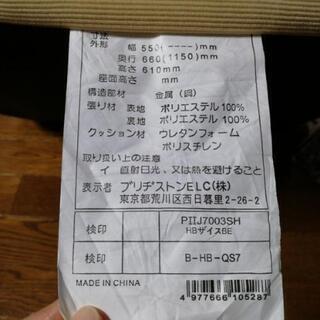 寸法
外形 幅 550(----)mm
奥行 660(1150)mm
高さ 610mm
座面高さ mm
構造部材 金属(鋼)
張り材 表地 ポリエステル100%
裏地 ポリエステル100%
クッション材 ウレタンフォーム
ポリスチレン
取り扱い上の注意
イ 直射日光、又は熱を避けること
表示者 ブリヂストンELC(株)
東京都荒川区西日暮里2-26-2
検印 PIIJ7003SH
HBザイスBE
検印 B-HB-QS7
MADE IN CHINA
4 977666 105287